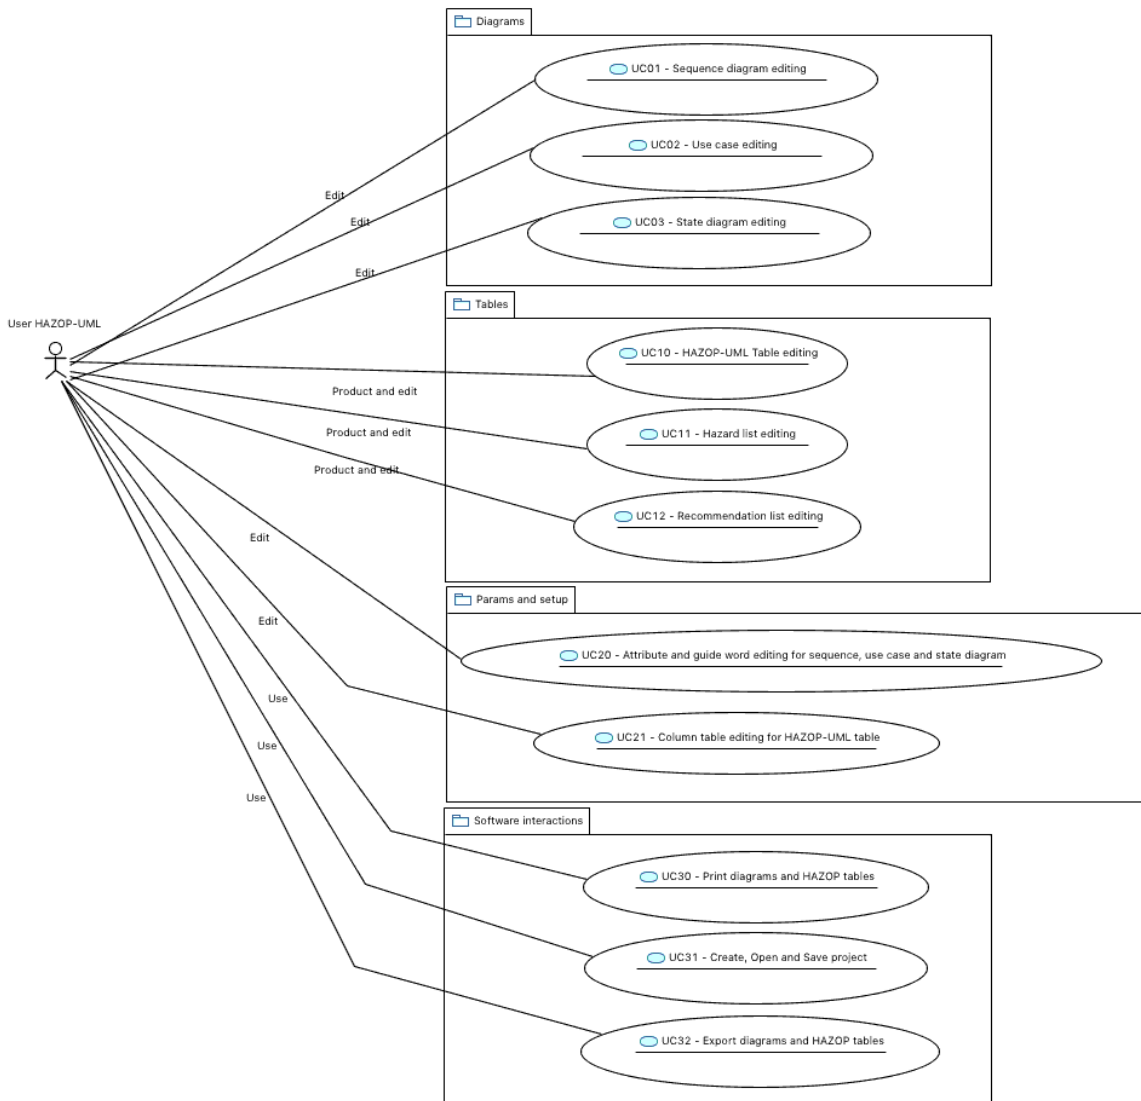 Diagrams
UC01 - Sequence diagram editing
UC02 - Use case editing
Edit
Edit
UC03 - State diagram editing
Edit
Tables
User HAZOP-UML
UC10 - HAZOP-UML Table editing
Product and edit
UC11 - Hazard list editing
Product and edit
Product and edit
UC12 - Recommendation list editing
Edit
Params and setup
Edit
UC20 - Attribute and guide word editing for sequence, use case and state diagram
Use
UC21 - Column table editing for HAZOP-UML table
Use
Use
Software interactions
UC30 - Print diagrams and HAZOP tables
UC31 - Create, Open and Save project
UC32 - Export diagrams and HAZOP tables